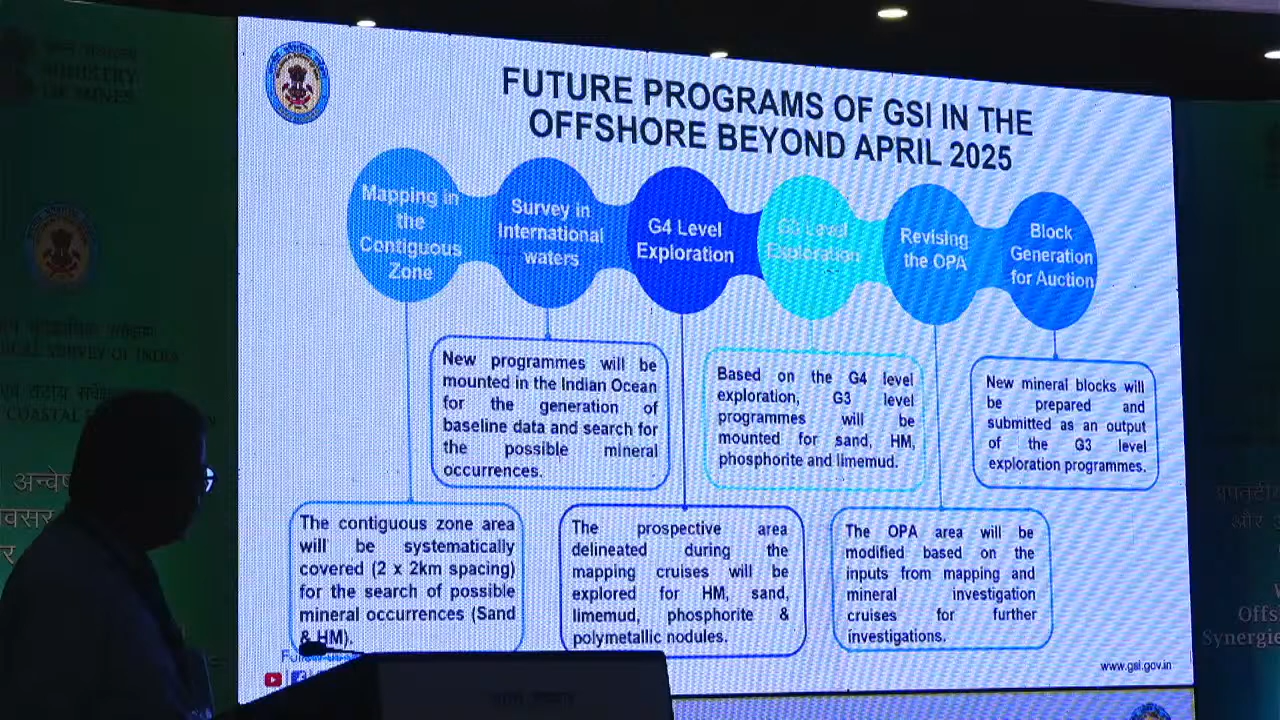 FUTURE PROGRAMS OF GSI IN THE
OFFSHORE BEYOND APRIL 2025
Mapping in
the
Contiguous
Zone
Survey in
International
waters
G4 Level
Exploration
G3 Level
Exploration
Revising
the OPA
Block
Generation
for Auction
New programmes will be
mounted in the Indian Ocean
for the generation of
baseline data and search for
the possible mineral
occurrences.
Based on the G4 level
exploration, G3 level
programmes will be
mounted for sand, HM,
phosphorite and limemud.
New mineral blocks will
be prepared and
submitted as an output
of the G3 level
exploration programmes.
The contiguous zone area
will be systematically
covered (2 x 2km spacing)
for the search of possible
mineral occurrences (Sand
& HM).
The prospective area
delineated during the
mapping cruises will be
explored for HM, sand,
limemud, phosphorite &
polymetallic nodules.
The OPA area will be
modified based on the
inputs from mapping and
mineral investigation
cruises for further
investigations.
www.gsi.gov.in
MINISTRY
OF MINES
SURVEY OF INDIA
COASTAL
और
Synergie